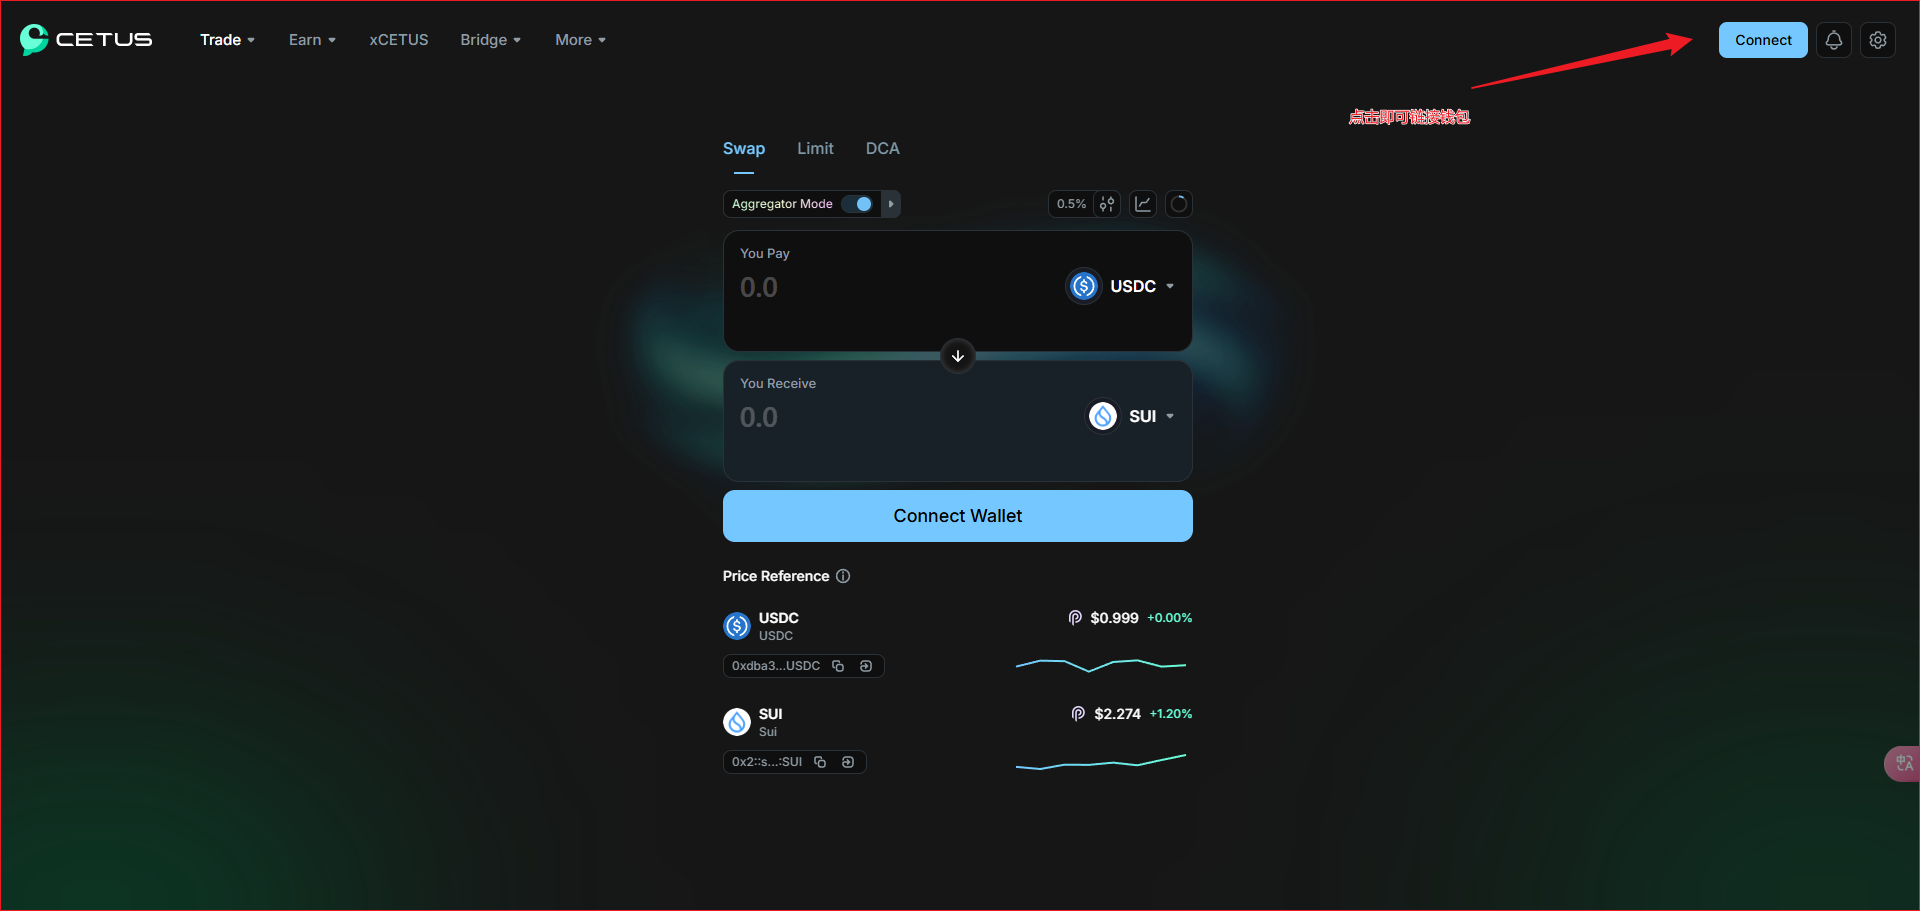 CETUS
Trade
Earn
xCETUS
Bridge
More
Connect
点击即可链接钱包
Swap
Limit
DCA
Aggregator Mode
0.5%
You Pay
0.0
USDC
You Receive
0.0
SUI
Connect Wallet
Price Reference
USDC
$0.999 +0.00%
USDC
0xdba3...USDC
SUI
$2.274 +1.20%
Sui
0x2::s...:SUI
中A